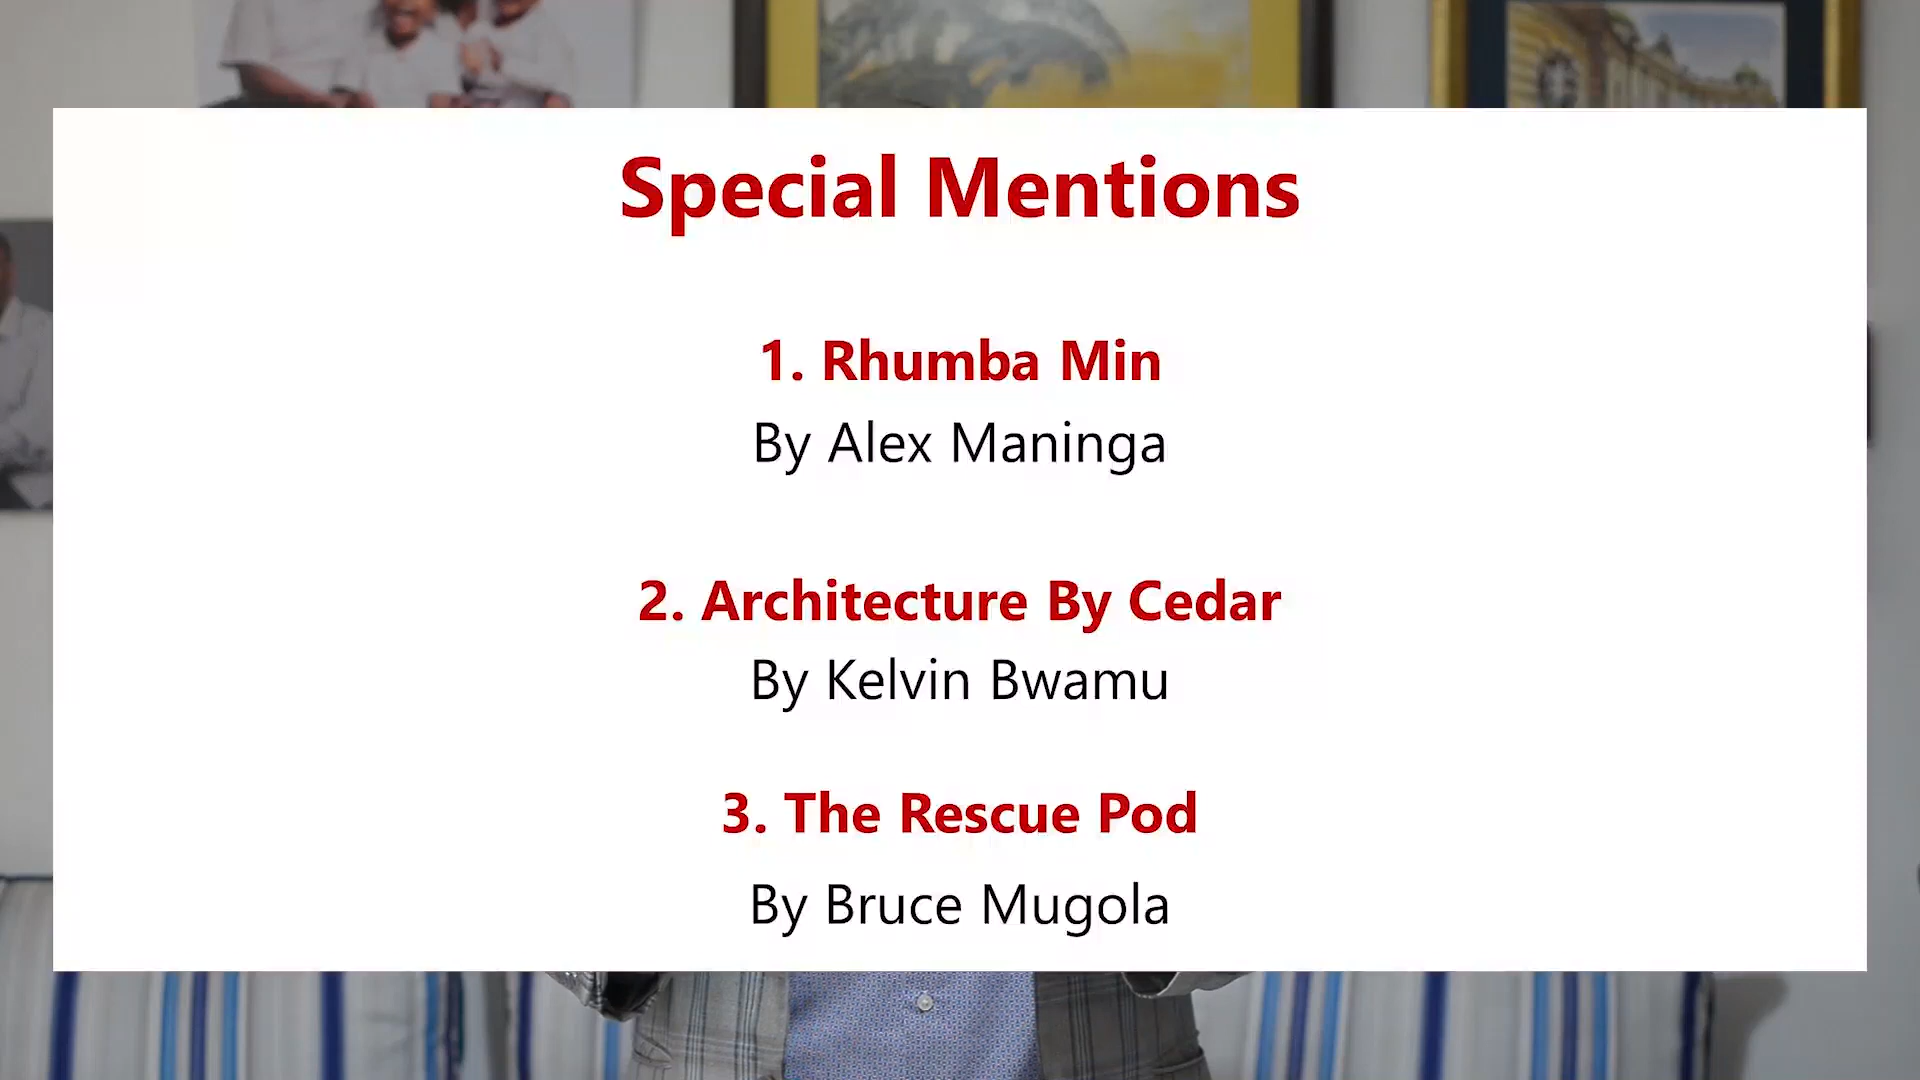 Special Mentions
1. Rhumba Min
By Alex Maninga
2. Architecture By Cedar
By Kelvin Bwamu
3. The Rescue Pod
By Bruce Mugola